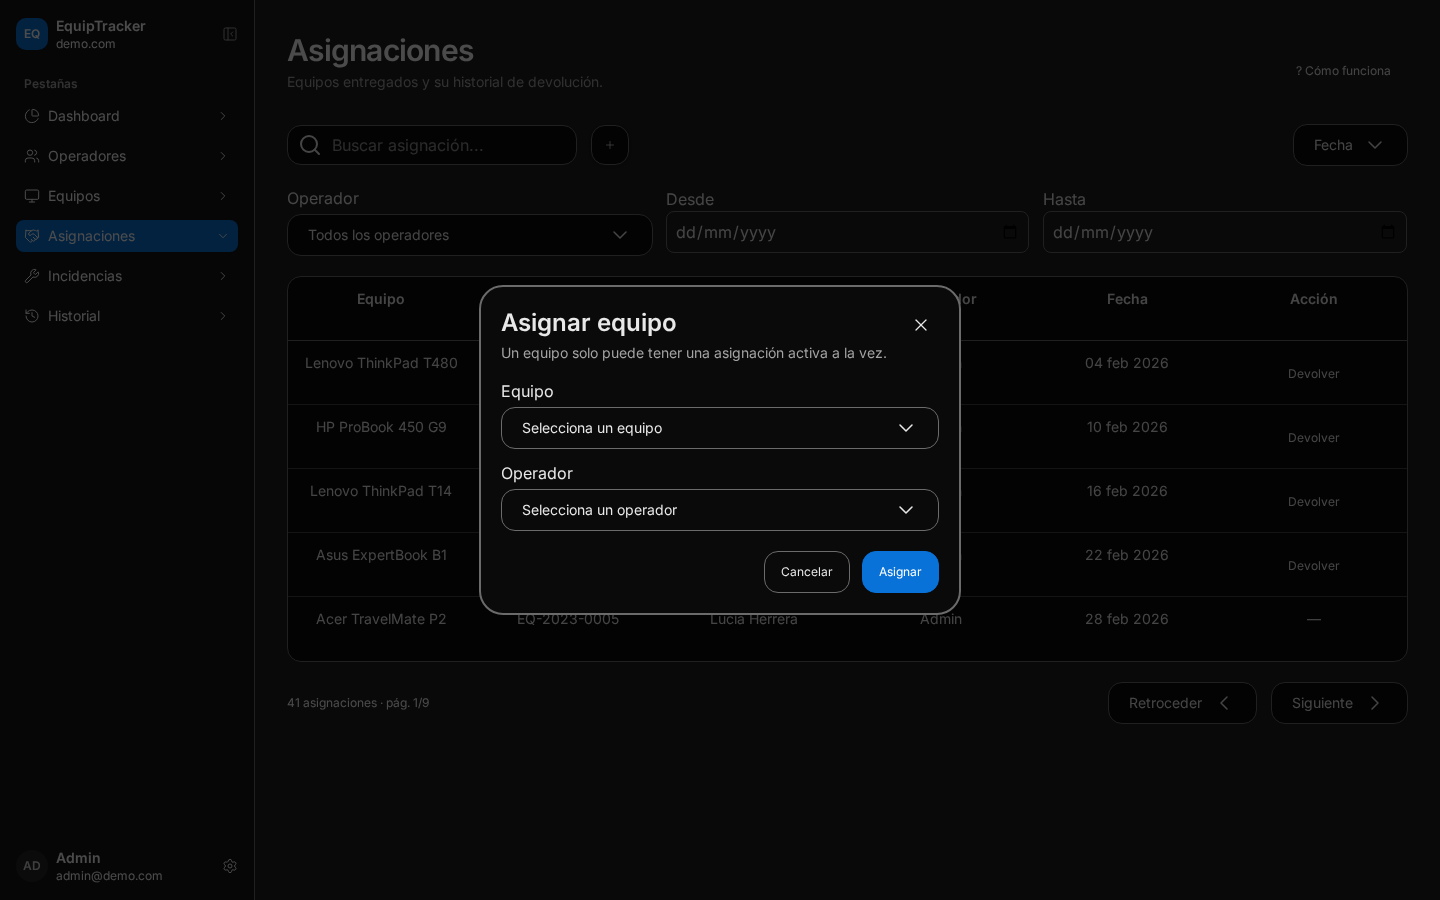 EQ
EquipTracker
demo.com
Pestañas
Dashboard
Operadores
Equipos
Asignaciones
Incidencias
Historial
AD
Admin
admin@demo.com
Asignaciones
Equipos entregados y su historial de devolución.
? Cómo funciona
Buscar asignación...
+
Fecha
Operador
Desde
Hasta
Todos los operadores
dd/mm/yyyy
dd/mm/yyyy
Equipo
Fecha
Acción
Lenovo ThinkPad T480
04 feb 2026
Devolver
HP ProBook 450 G9
10 feb 2026
Devolver
Lenovo ThinkPad T14
16 feb 2026
Devolver
Asus ExpertBook B1
22 feb 2026
Devolver
Acer TravelMate P2
EQ-2023-0005
Lucía Herrera
Admin
28 feb 2026
—
41 asignaciones · pág. 1/9
Retroceder
Siguiente
Asignar equipo
Un equipo solo puede tener una asignación activa a la vez.
Equipo
Selecciona un equipo
Operador
Selecciona un operador
Cancelar
Asignar